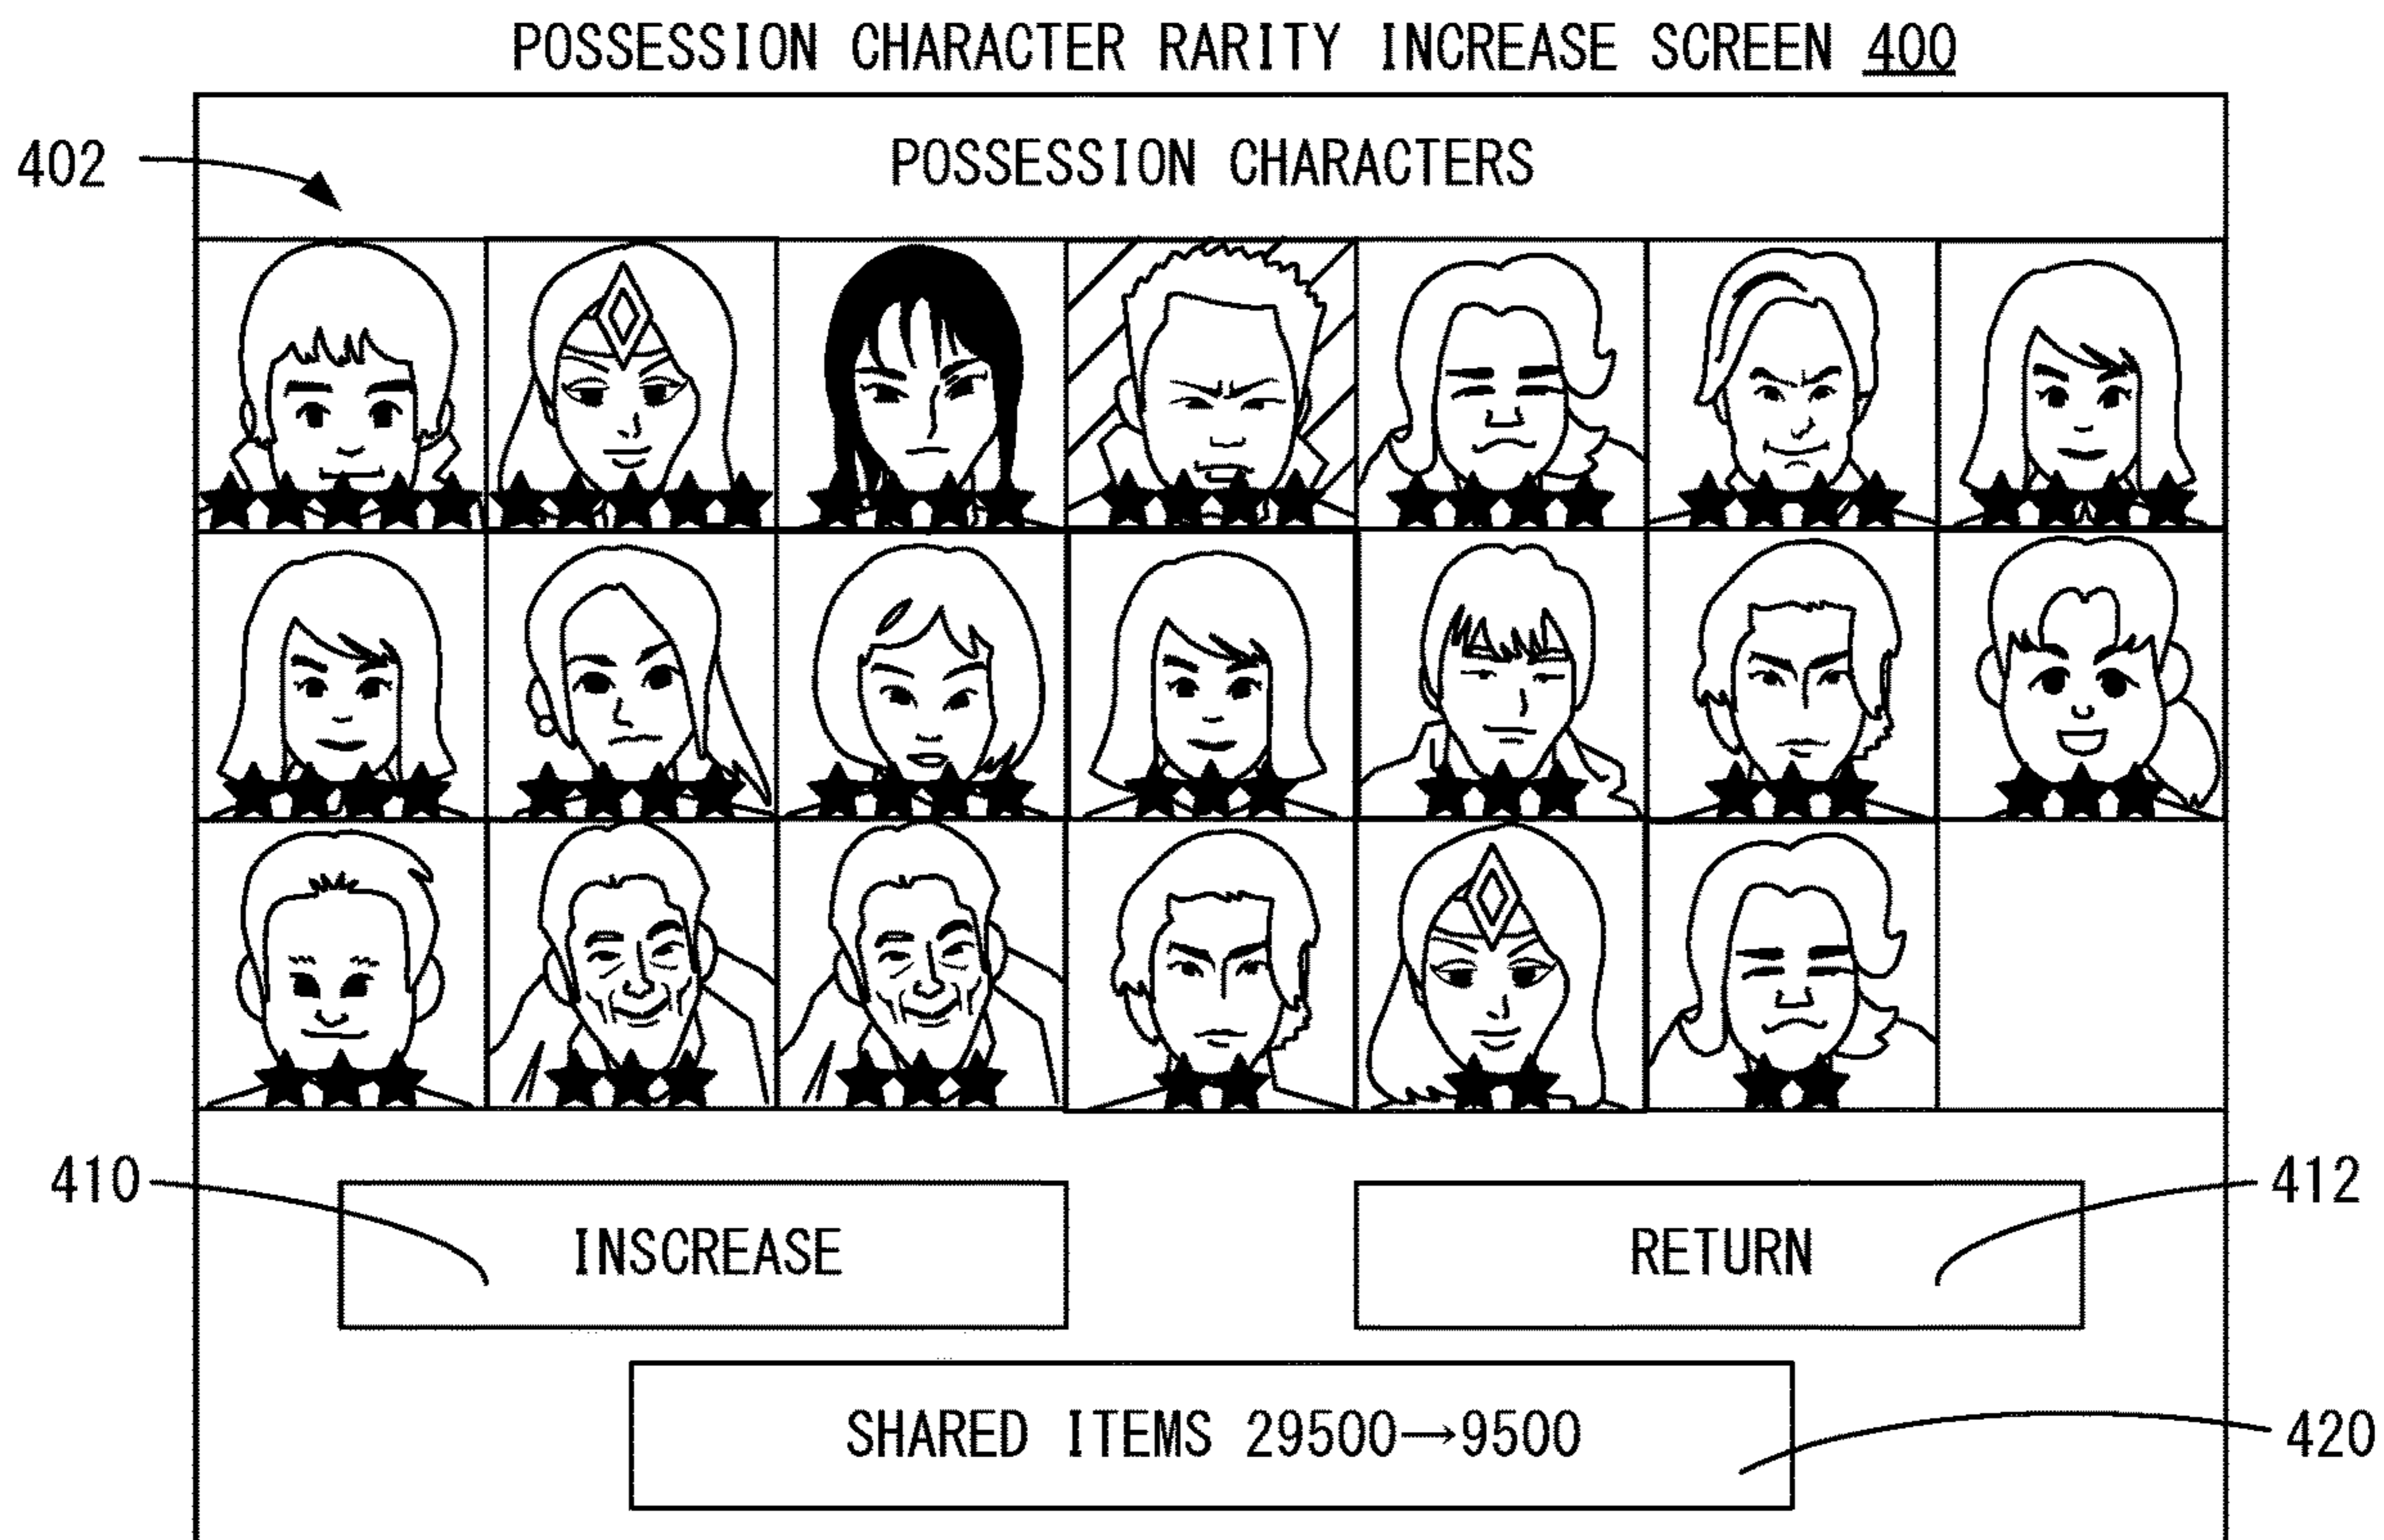 POSSESSION CHARACTER RARITY INCREASE SCREEN 400
402
POSSESSION CHARACTERS
410
412
INSCREASE
RETURN
SHARED ITEMS 29500→9500
420